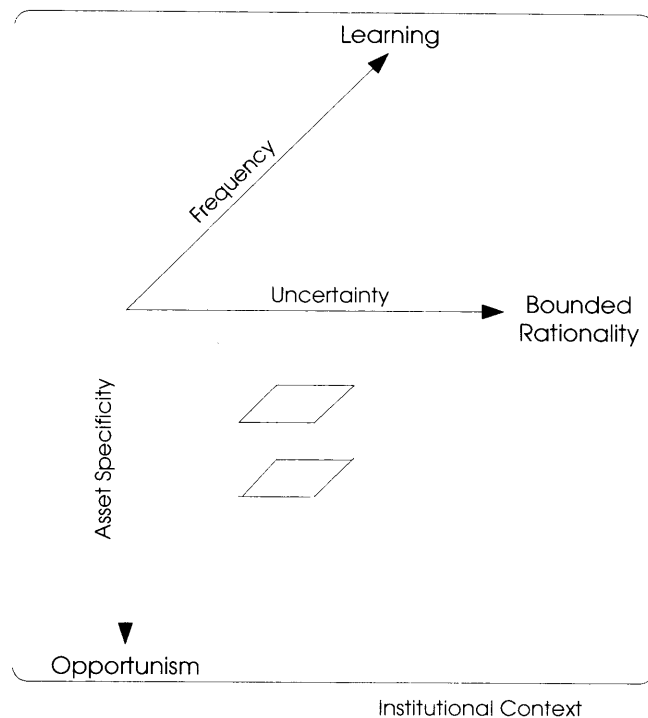 Learning
Frequency
Uncertainty
Bounded
Rationality
Asset Specificity
Opportunism
Institutional Context